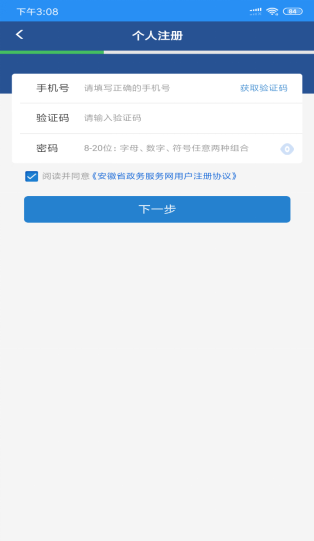 下午3:08
84
个人注册
手机号 请填写正确的手机号 获取验证码
验证码 请输入验证码
密码 8-20位：字母、数字、符号任意两种组合
阅读并同意《安徽省政务服务网用户注册协议》
下一步